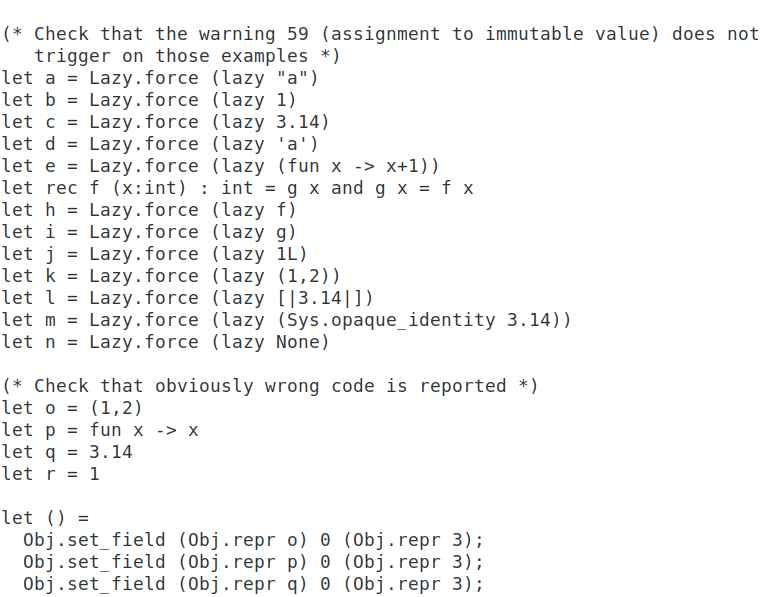 (* Check that the warning 59 (assignment to immutable value) does not
   trigger on those examples *)
let a = Lazy.force (lazy "a")
let b = Lazy.force (lazy 1)
let c = Lazy.force (lazy 3.14)
let d = Lazy.force (lazy 'a')
let e = Lazy.force (lazy (fun x -> x+1))
let rec f (x:int) : int = g x and g x = f x
let h = Lazy.force (lazy f)
let i = Lazy.force (lazy g)
let j = Lazy.force (lazy 1L)
let k = Lazy.force (lazy (1,2))
let l = Lazy.force (lazy [|3.14|])
let m = Lazy.force (lazy (Sys.opaque_identity 3.14))
let n = Lazy.force (lazy None)

(* Check that obviously wrong code is reported *)
let o = (1,2)
let p = fun x -> x
let q = 3.14
let r = 1

let () =
  Obj.set_field (Obj.repr o) 0 (Obj.repr 3);
  Obj.set_field (Obj.repr p) 0 (Obj.repr 3);
  Obj.set_field (Obj.repr q) 0 (Obj.repr 3);